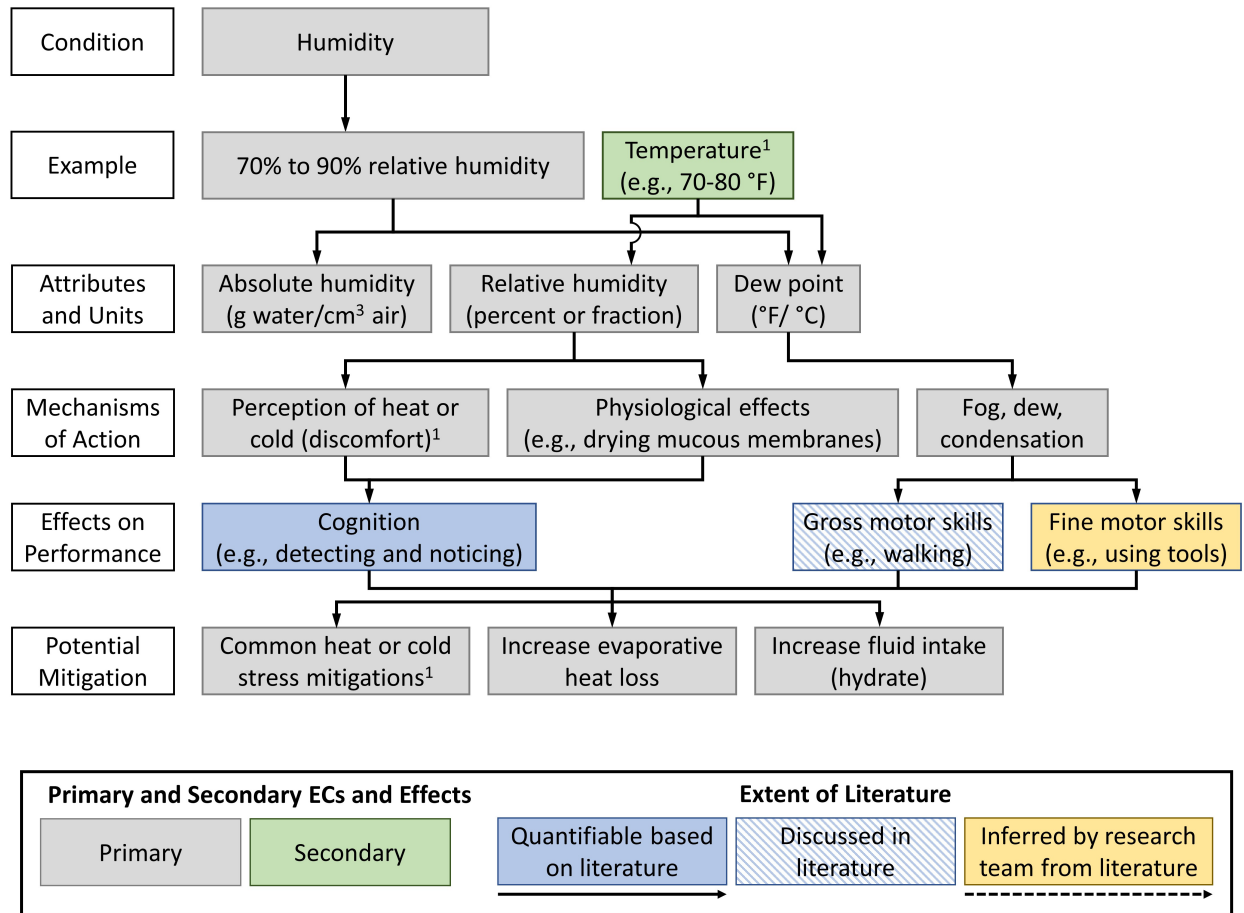 Condition
Humidity
Example
70% to 90% relative humidity
Temperature¹
(e.g., 70-80 °F)
Attributes
and Units
Absolute humidity
(g water/cm³ air)
Relative humidity
(percent or fraction)
Dew point
(°F/ °C)
Mechanisms
of Action
Perception of heat or
cold (discomfort)¹
Physiological effects
(e.g., drying mucous membranes)
Fog, dew,
condensation
Effects on
Performance
Cognition
(e.g., detecting and noticing)
Gross motor skills
(e.g., walking)
Fine motor skills
(e.g., using tools)
Potential
Mitigation
Common heat or cold
stress mitigations¹
Increase evaporative
heat loss
Increase fluid intake
(hydrate)
Primary and Secondary ECs and Effects
Primary
Secondary
Extent of Literature
Quantifiable based
on literature
Discussed in
literature
Inferred by research
team from literature